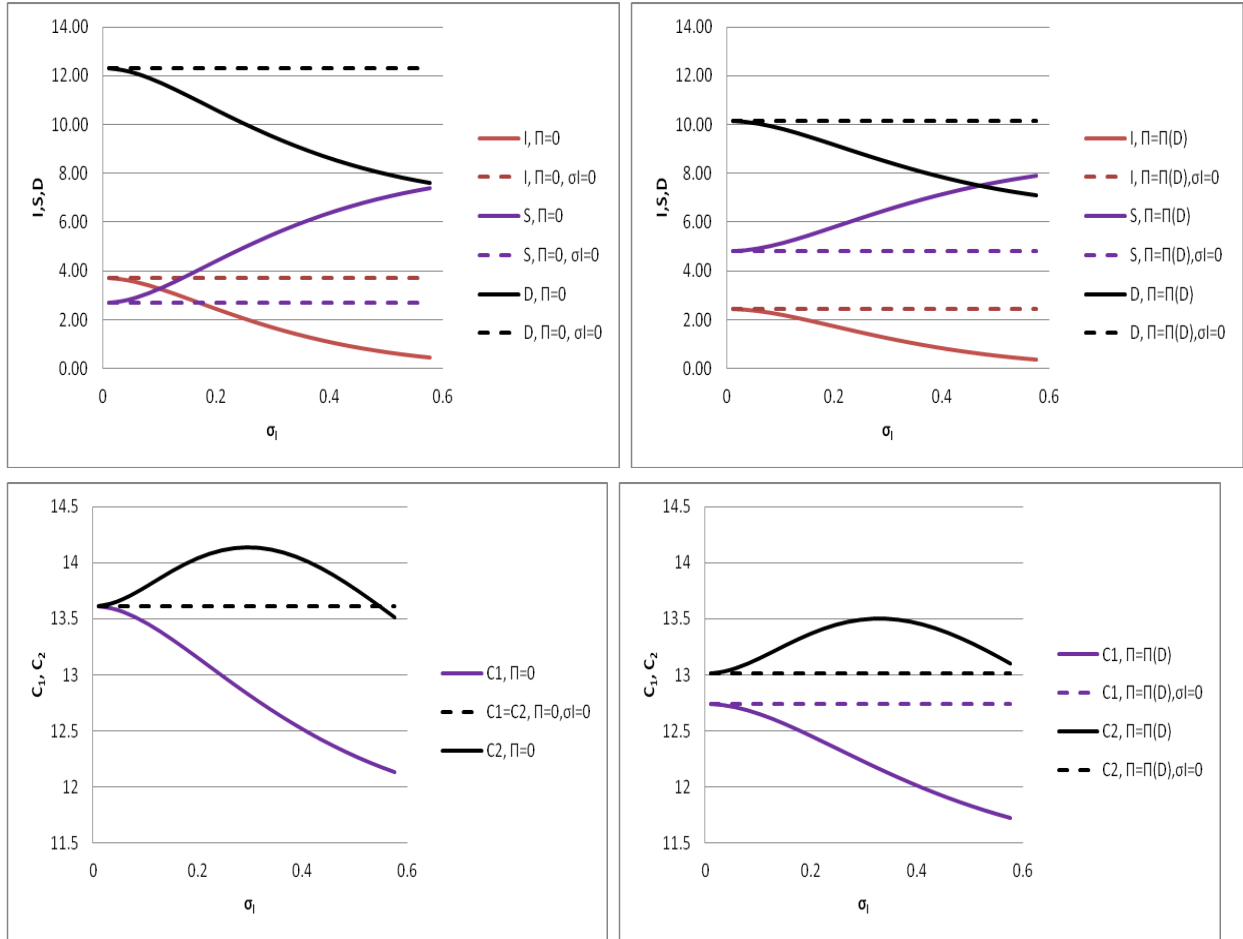 14.00
12.00
10.00
8.00
6.00
4.00
2.00
0.00
I,S,D
0
0.2
0.4
0.6
σI
I, Π=0
I, Π=0, σI=0
S, Π=0
S, Π=0, σI=0
D, Π=0
D, Π=0, σI=0
14.00
12.00
10.00
8.00
6.00
4.00
2.00
0.00
I,S,D
0
0.2
0.4
0.6
σI
I, Π=Π(D)
I, Π=Π(D),σI=0
S, Π=Π(D)
S, Π=Π(D),σI=0
D, Π=Π(D)
D, Π=Π(D),σI=0
14.5
14
13.5
13
12.5
12
11.5
C1, C2
0
0.2
0.4
0.6
σI
C1, Π=0
C1=C2, Π=0,σI=0
C2, Π=0
14.5
14
13.5
13
12.5
12
11.5
C1, C2
0
0.2
0.4
0.6
σI
C1, Π=Π(D)
C1, Π=Π(D),σI=0
C2, Π=Π(D)
C2, Π=Π(D),σI=0